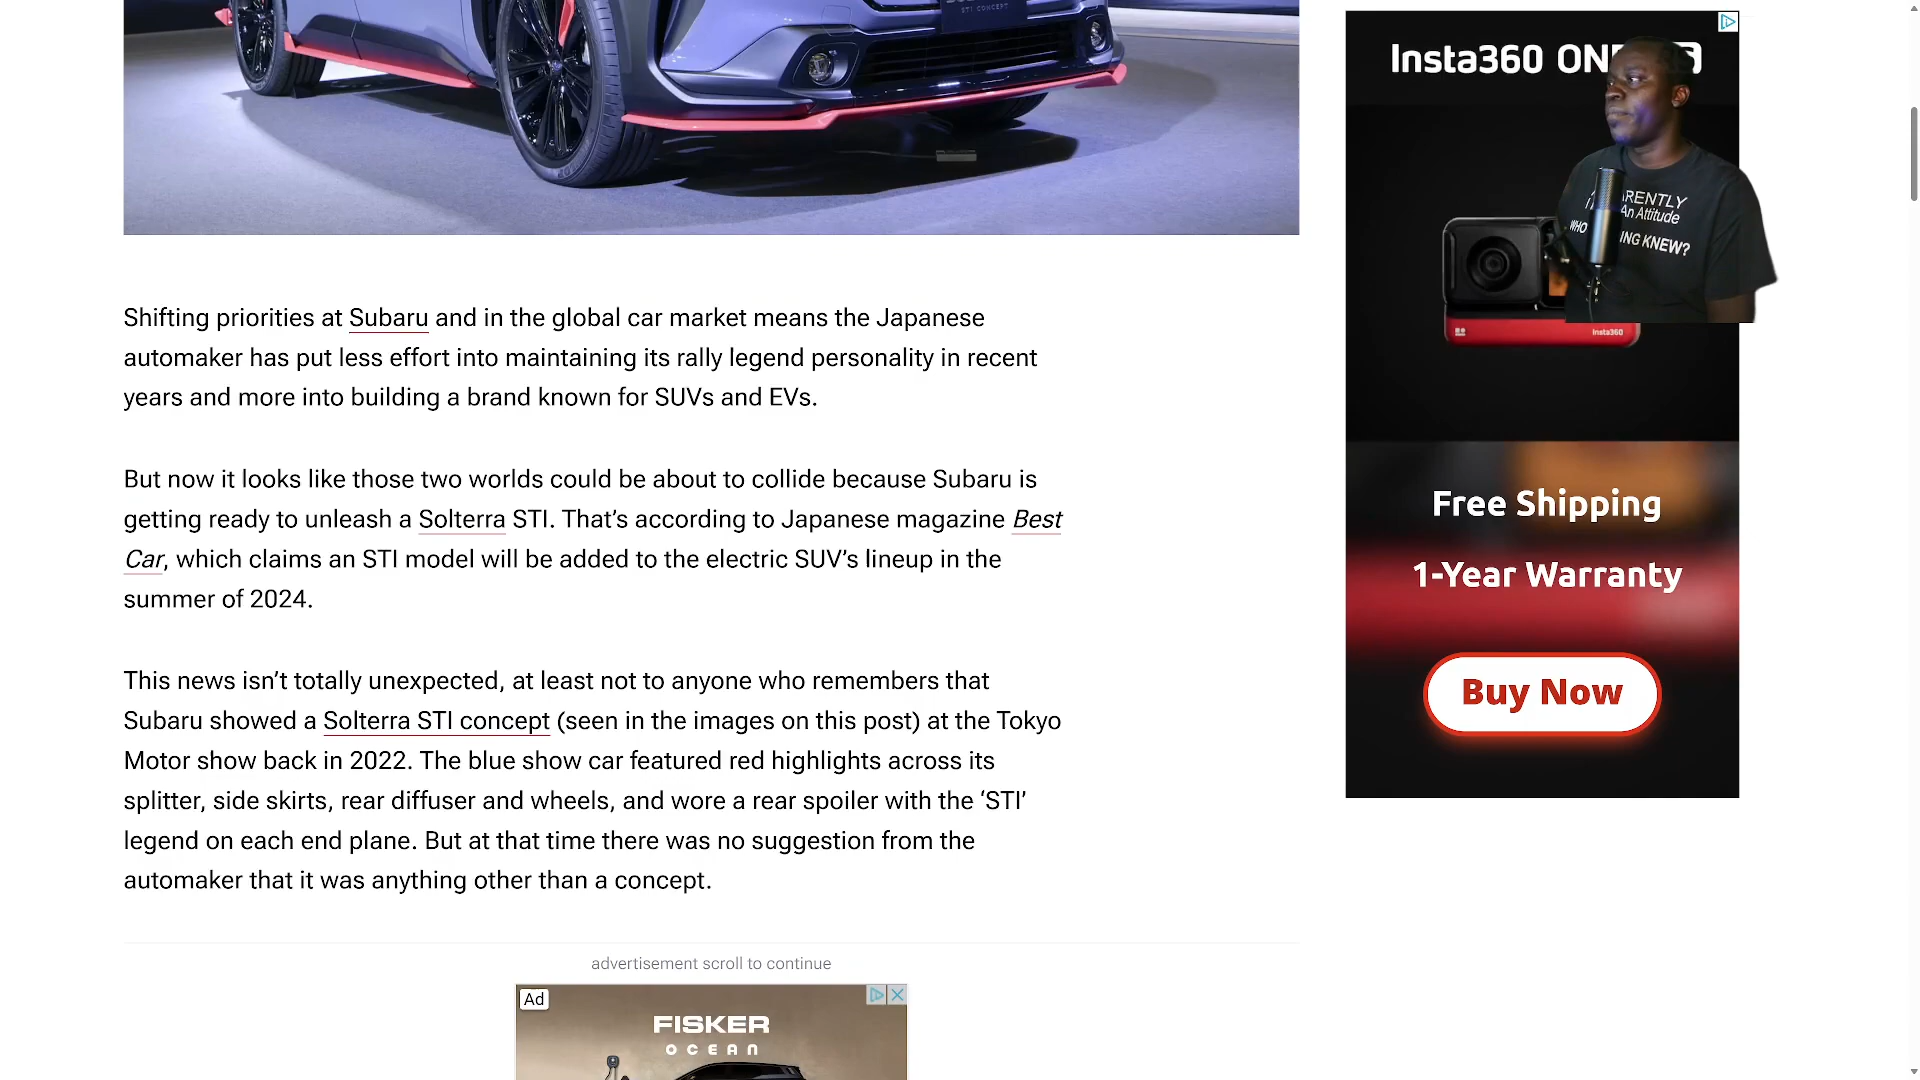 STI CONCEPT
Insta360 ON
Shifting priorities at Subaru and in the global car market means the Japanese
automaker has put less effort into maintaining its rally legend personality in recent
years and more into building a brand known for SUVs and EVs.
But now it looks like those two worlds could be about to collide because Subaru is
getting ready to unleash a Solterra STI. That’s according to Japanese magazine Best
Car, which claims an STI model will be added to the electric SUV’s lineup in the
summer of 2024.
This news isn’t totally unexpected, at least not to anyone who remembers that
Subaru showed a Solterra STI concept (seen in the images on this post) at the Tokyo
Motor show back in 2022. The blue show car featured red highlights across its
splitter, side skirts, rear diffuser and wheels, and wore a rear spoiler with the ‘STI’
legend on each end plane. But at that time there was no suggestion from the
automaker that it was anything other than a concept.
advertisement scroll to continue
Ad
FISKER
OCEAN
RENTLY
An Attitude
WHO ING KNEW?
Insta360
Free Shipping
1-Year Warranty
Buy Now